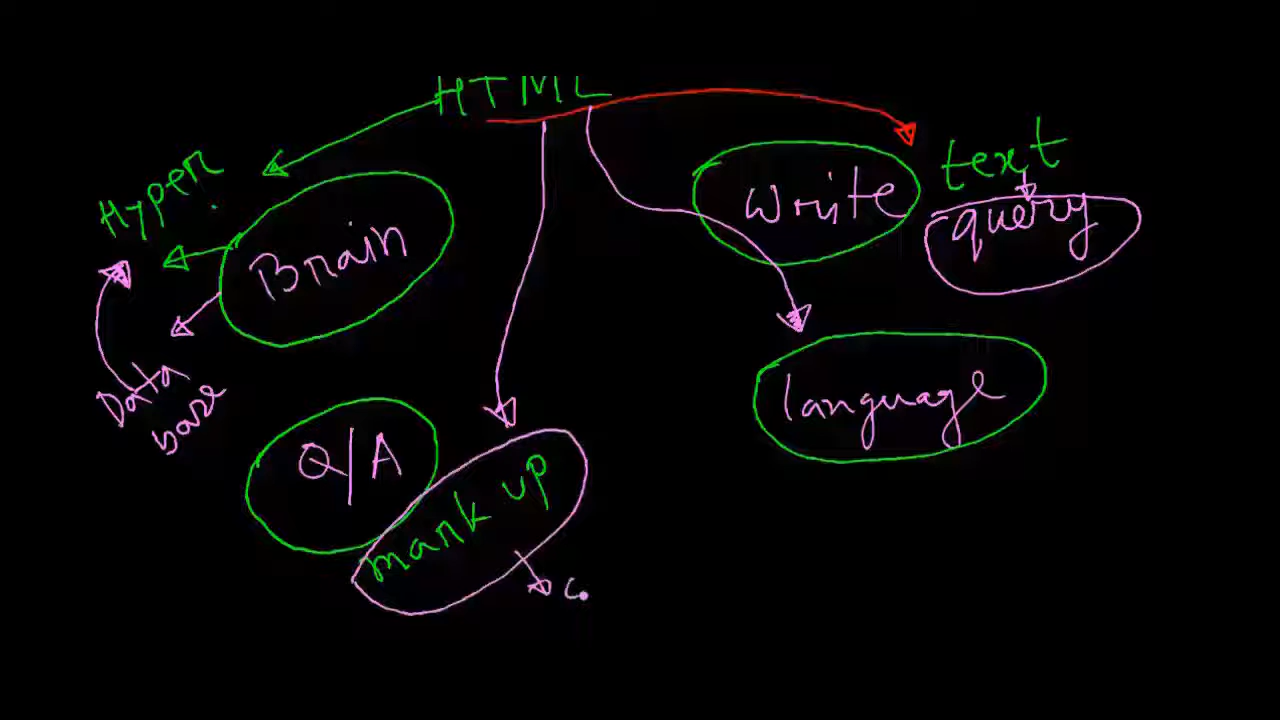 HTML
text
Hyper
write
query
Brain
language
Data
base
Q/A
mark up
c